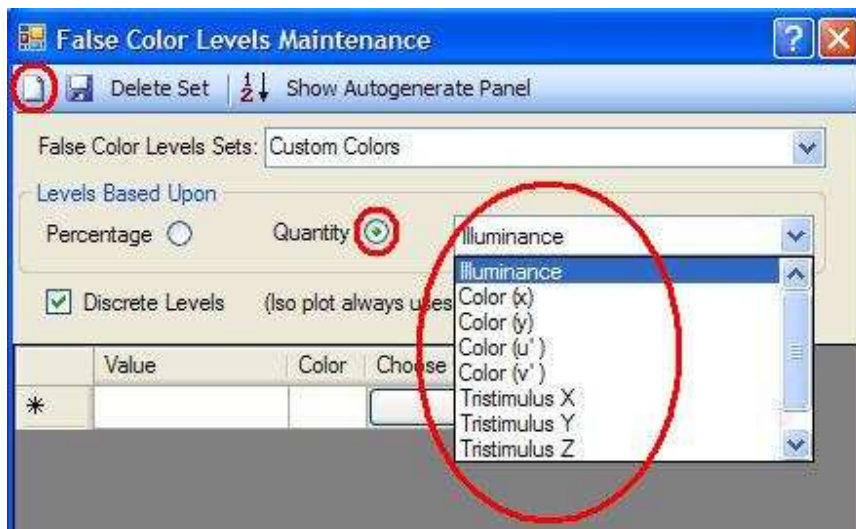 False Color Levels Maintenance
Delete Set Show Autogenerate Panel
False Color Levels Sets: Custom Colors
Levels Based Upon
Percentage Quantity Illuminance
Illuminance
Discrete Levels (Iso plot always uses
Color (x)
Color (y)
Color (u' )
Color (v' )
Tristimulus X
Tristimulus Y
Tristimulus Z
Value Color Choose